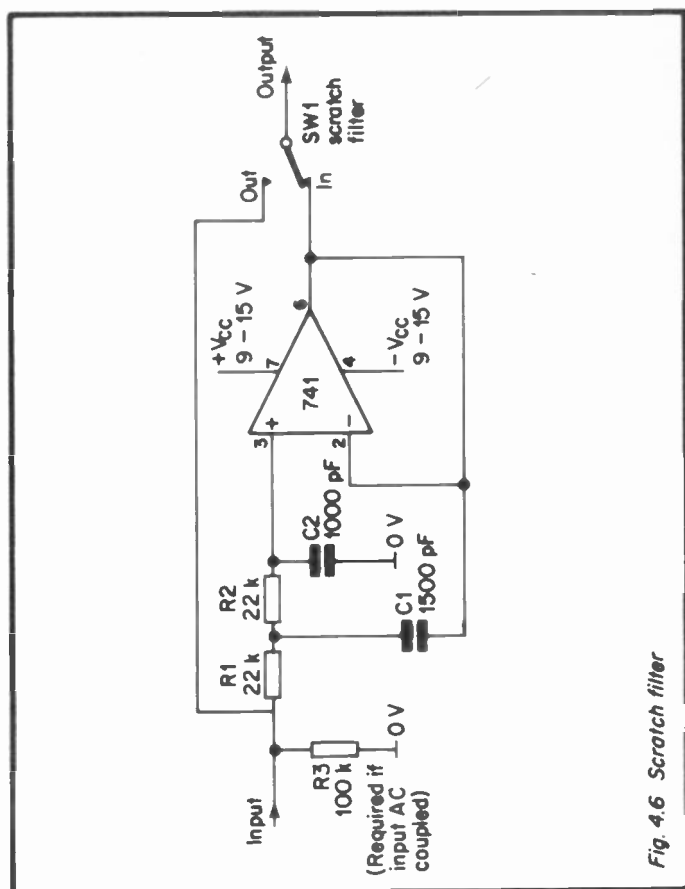 Input
R3
100 k
0 V
(Required if
input AC
coupled)
R1
22 k
R2
22 k
C1
1500 pF
C2
1000 pF
0 V
3
+
2
−
741
7
+Vcc
9 – 15 V
4
−Vcc
9 – 15 V
6
Out
In
SW1
scratch
filter
Output
Fig. 4.6 Scratch filter